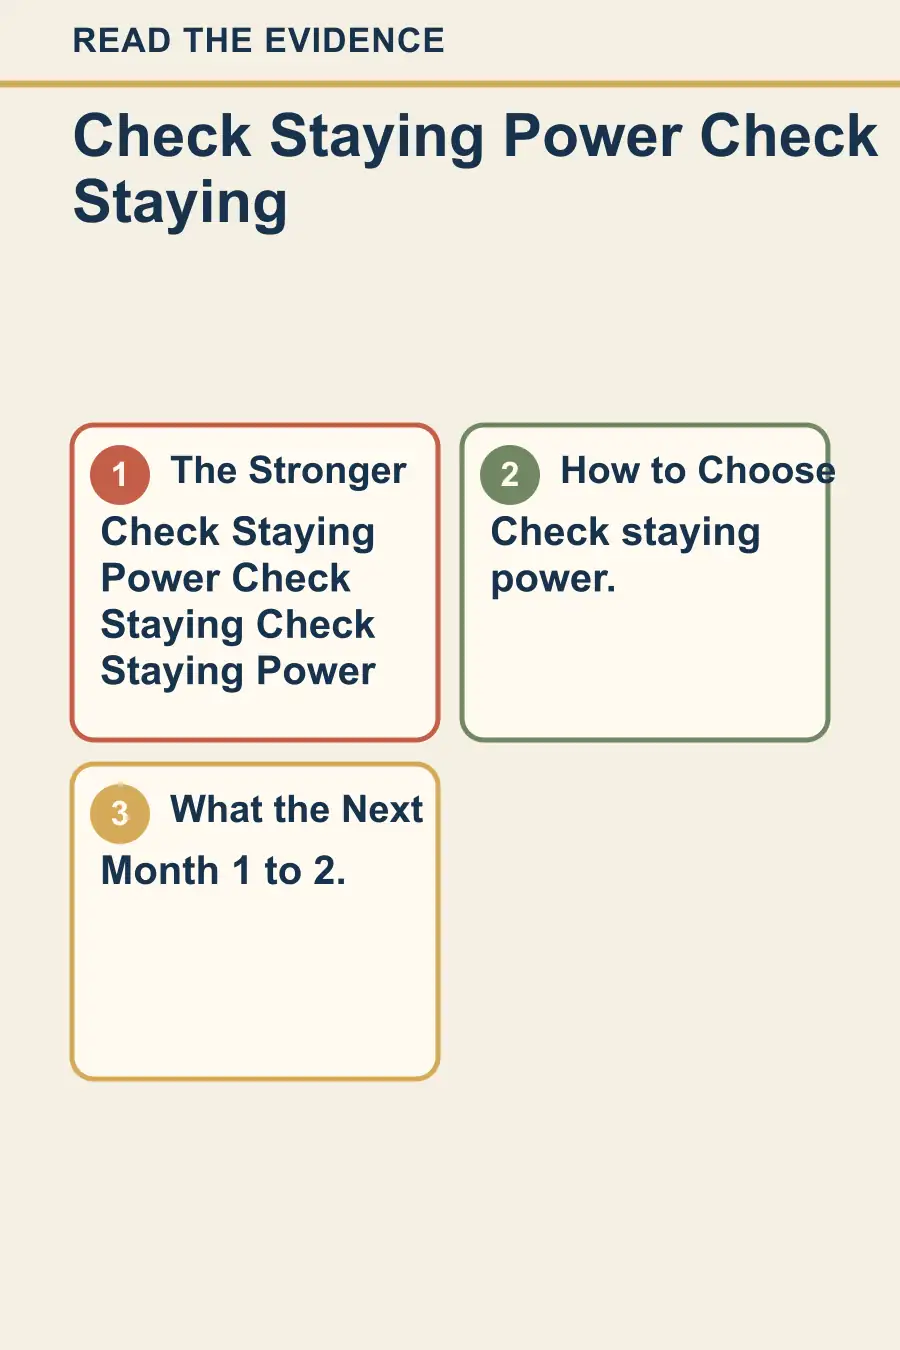 READ THE EVIDENCE
Check Staying Power Check
Staying
1 The Stronger
Check Staying
Power Check
Staying Check
Staying Power
2 How to Choose
Check staying
power.
3 What the Next
Month 1 to 2.